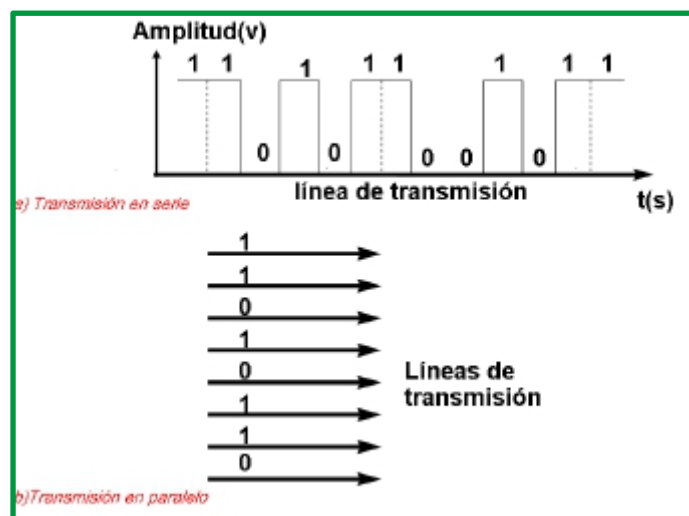 Amplitud(v)
1 1 1 1 1 1 1 1
0 0 0 0 0
línea de transmisión
t(s)
a) Transmisión en serie
1
1
0
1
0
Líneas de
transmisión
1
1
0
b)Transmisión en paralelo